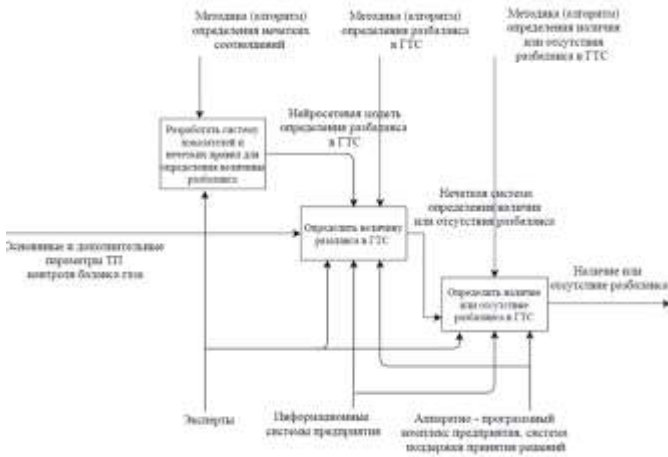 Методика (алгоритм)
определения нечетких
соотношений
Методика (алгоритм)
определения разбаланса
в ГТС
Методика (алгоритм)
определения наличия
или отсутствия
разбаланса в ГТС
Нейросетевая модель
определения разбаланса
в ГТС
Разработать систему
показателей и
нечетких правил для
определения величины
разбаланса
Нечеткая система
определения наличия
или отсутствия разбаланса
Определить величину
разбаланса в ГТС
Основные и дополнительные
параметры ТП
контроля баланса газа
Определить наличие
или отсутствие
разбаланса в ГТС
Наличие или
отсутствие разбаланса
Эксперты
Информационные
системы предприятия
Аппаратно – програмный
комплекс предприятия, система
поддержки принятия решений